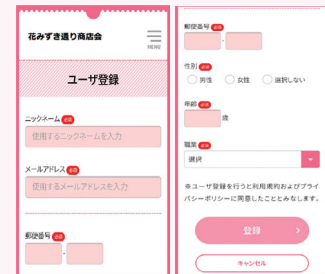 花みずき通り商店会
MENU
ユーザ登録
ニックネーム 必須
使用するニックネームを入力
メールアドレス 必須
使用するメールアドレスを入力
郵便番号 必須
-
郵便番号 必須
-
性別 必須
男性 女性 選択しない
年齢 必須
歳
職業 必須
選択
※ユーザ登録を行うと利用規約およびプライ
バシーポリシーに同意したこととみなします。
登録
キャンセル